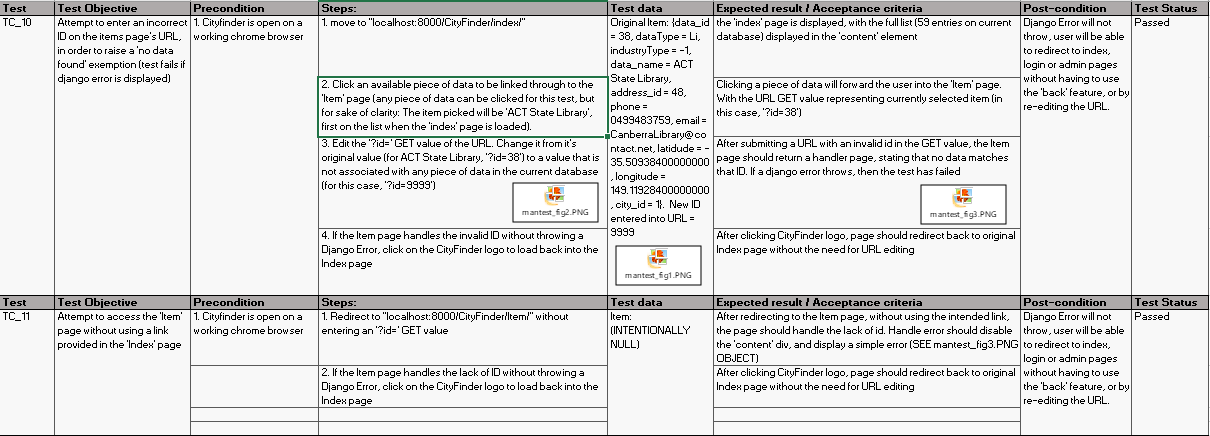 Test Test Objective Precondition Steps: Test data Expected result / Acceptance criteria Post-condition Test Status
TC_10
Attempt to enter an incorrect
ID on the items page's URL,
in order to raise a 'no data
found' exemption (test fails if
django error is displayed)
1. Cityfinder is open on a
working chrome browser
1. move to "localhost:8000/CityFinder/index/"
2. Click an available piece of data to be linked through to the
'Item' page (any piece of data can be clicked for this test, but
for sake of clarity: The item picked will be 'ACT State Library',
first on the list when the 'index' page is loaded).
3. Edit the '?id=' GET value of the URL. Change it from it's
original value (for ACT State Library, '?id=38') to a value that is
not associated with any piece of data in the current database
(for this case, '?id=9999')
mantest_fig2.PNG
4. If the Item page handles the invalid ID without throwing a
Django Error, click on the CityFinder logo to load back into the
Index page
Original Item: {data_id
= 38, dataType = Li,
industryType = -1,
data_name = ACT
State Library,
address_id = 48,
phone =
0499483759, email =
CanberraLibrary@co
ntact.net, latidude = -
35.50938400000000
, longitude =
149.11928400000000
, city_id = 1}. New ID
entered into URL =
9999
mantest_fig1.PNG
the 'index' page is displayed, with the full list (59 entries on current
database) displayed in the 'content' element
Clicking a piece of data will forward the user into the 'Item' page.
With the URL GET value representing currently selected item (in
this case, '?id=38')
After submitting a URL with an invalid id in the GET value, the Item
page should return a handler page, stating that no data matches
that ID. If a django error throws, then the test has failed
mantest_fig3.PNG
After clicking CityFinder logo, page should redirect back to original
Index page without the need for URL editing
Django Error will not
throw, user will be able
to redirect to index,
login or admin pages
without having to use
the 'back' feature, or by
re-editing the URL.
Passed
Test Test Objective Precondition Steps: Test data Expected result / Acceptance criteria Post-condition Test Status
TC_11
Attempt to access the 'Item'
page without using a link
provided in the 'Index' page
1. Cityfinder is open on a
working chrome browser
1. Redirect to "localhost:8000/CityFinder/Item/" without
entering an '?id=' GET value
2. If the Item page handles the lack of ID without throwing a
Django Error, click on the CityFinder logo to load back into the
Index page
Item:
(INTENTIONALLY
NULL)
After redirecting to the Item page, without using the intended link,
the page should handle the lack of id. Handle error should disable
the 'content' div, and display a simple error (SEE mantest_fig3.PNG
OBJECT)
After clicking CityFinder logo, page should redirect back to original
Index page without the need for URL editing
Django Error will not
throw, user will be able
to redirect to index,
login or admin pages
without having to use
the 'back' feature, or by
re-editing the URL.
Passed